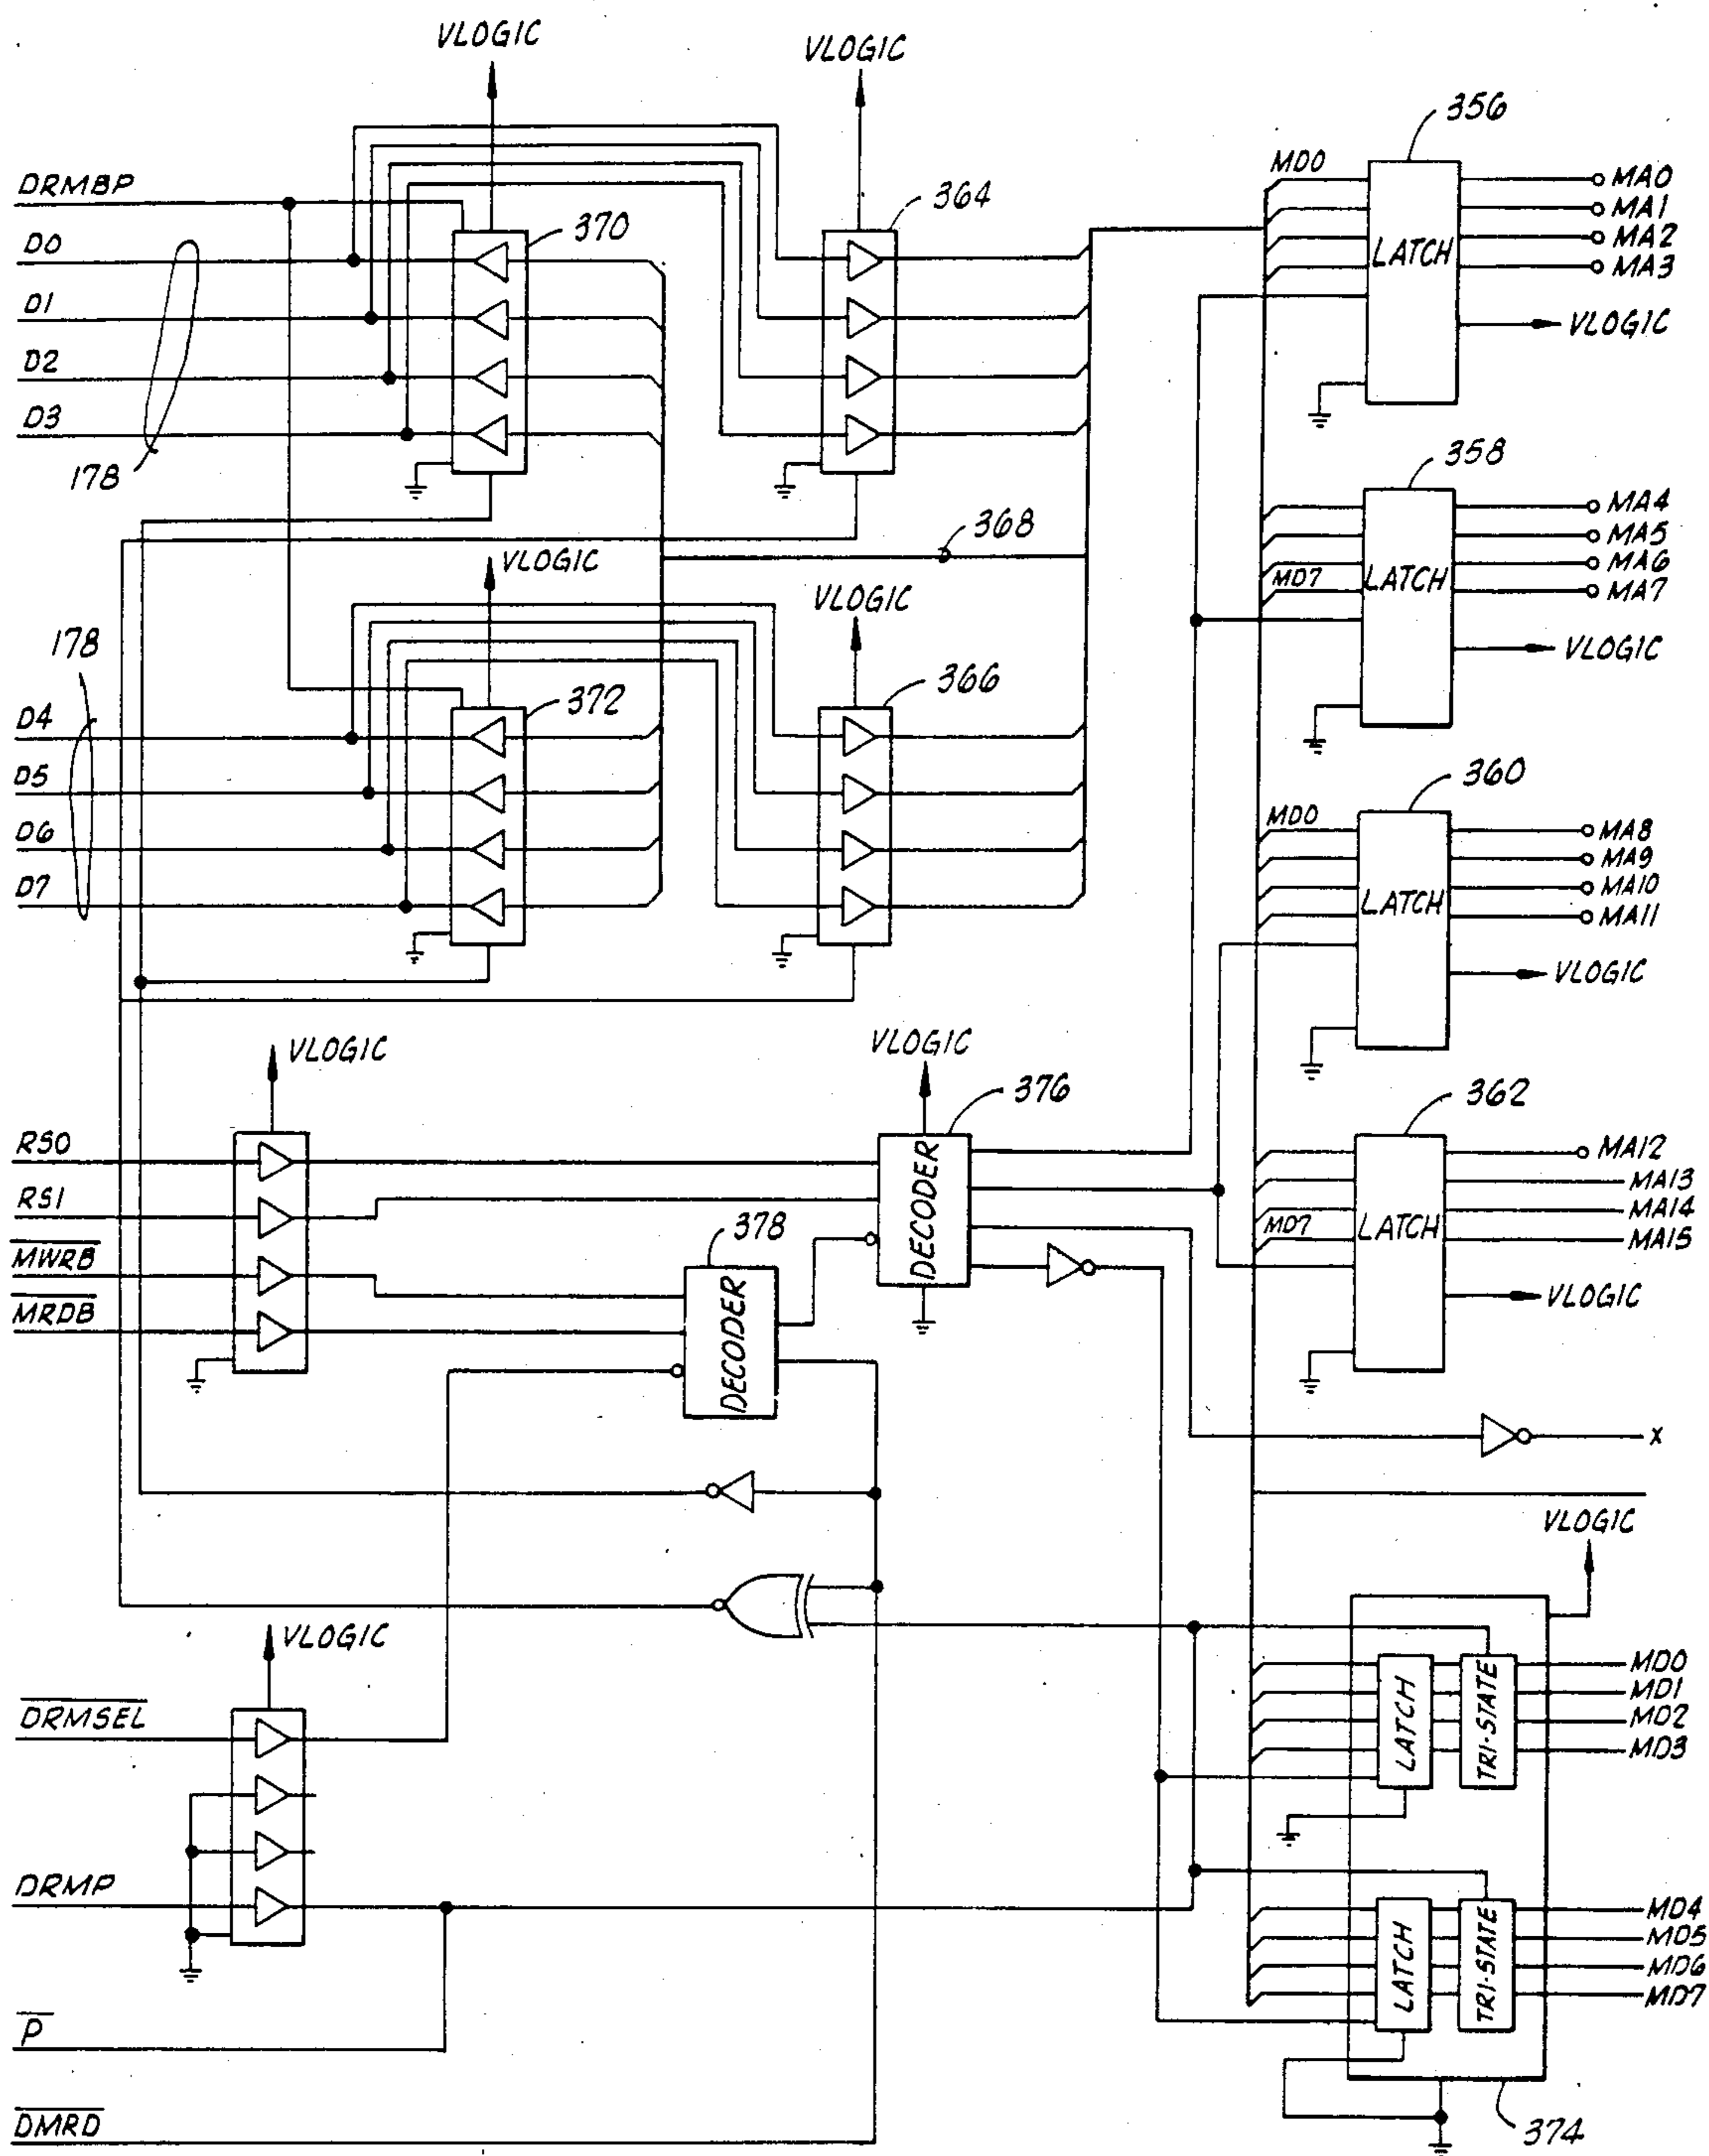 VLOGIC
VLOGIC
356
DRMBP
MD0
MA0
370
364
MA1
D0
MA2
LATCH
MA3
D1
VLOGIC
D2
D3
178
358
MA4
368
MA5
VLOGIC
MA6
VLOGIC
MD7
LATCH
MA7
178
VLOGIC
372
366
D4
360
D5
MD0
MA8
D6
MA9
MA10
D7
LATCH
MA11
VLOGIC
VLOGIC
VLOGIC
376
362
RS0
MA12
MA13
RS1
378
MA14
DECODER
MD7
LATCH
MA15
MWRB
MRDB
VLOGIC
DECODER
X
VLOGIC
VLOGIC
MD0
DRMSEL
MD1
LATCH
TRI-STATE
MD2
MD3
DRMP
MD4
MD5
LATCH
TRI-STATE
MD6
MD7
P
DMRD
374